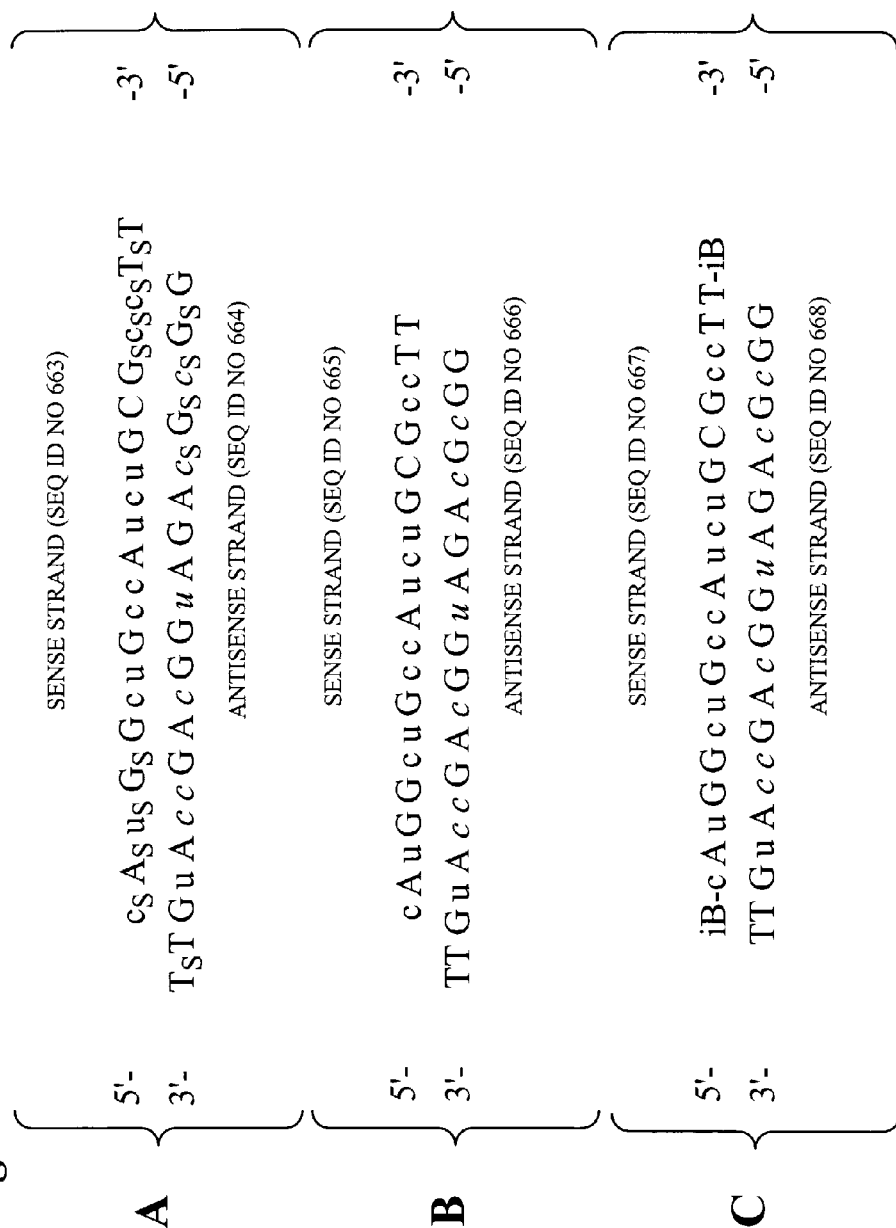 A
SENSE STRAND (SEQ ID NO 663)
5'- cS AS uS GS G c u G c c A u c u G C GS cS cS TS T -3'
3'- TS T G u A c c G A c G G u A G A cS GS cS GS G -5'
ANTISENSE STRAND (SEQ ID NO 664)
B
SENSE STRAND (SEQ ID NO 665)
5'- c A u G G c u G c c A u c u G C G c c T T -3'
3'- T T G u A c c G A c G G u A G A c G c G G -5'
ANTISENSE STRAND (SEQ ID NO 666)
C
SENSE STRAND (SEQ ID NO 667)
5'- iB-c A u G G c u G c c A u c u G C G c c T T-iB -3'
3'- T T G u A c c G A c G G u A G A c G c G G -5'
ANTISENSE STRAND (SEQ ID NO 668)